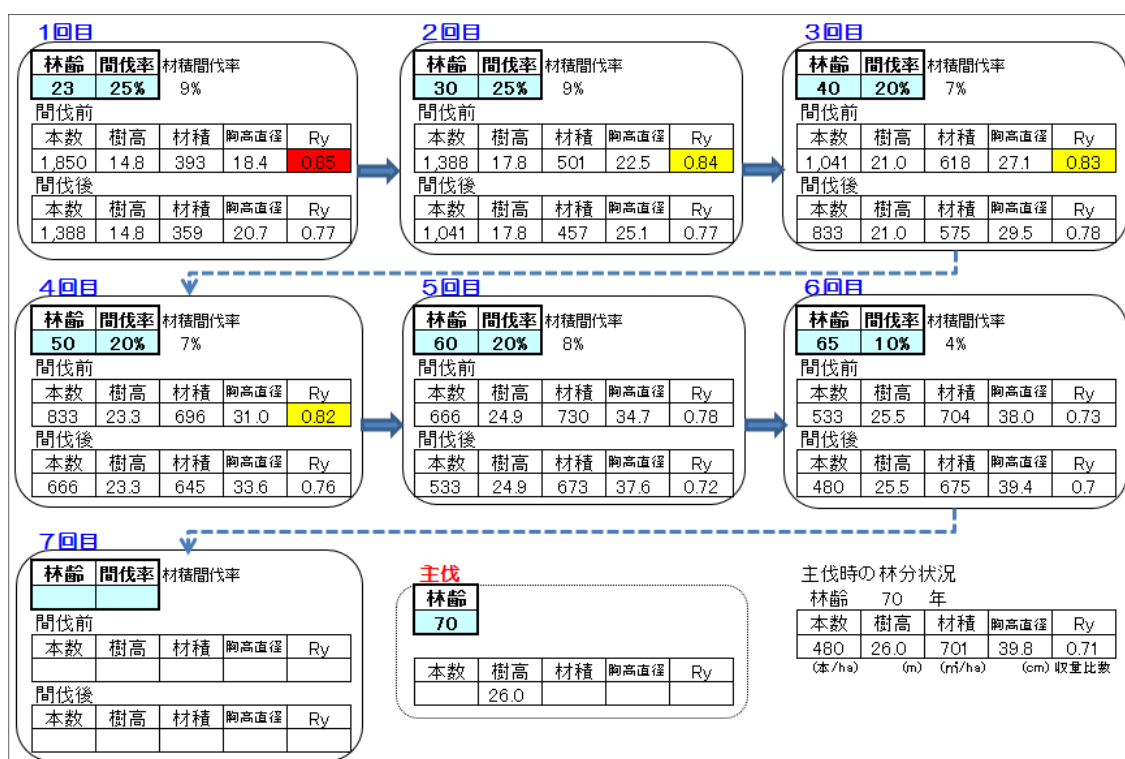 1回目
林齢 間伐率 材積間伐率
23 25% 9%
間伐前
本数 樹高 材積 胸高直径 Ry
1,850 14.8 393 18.4 0.85
間伐後
本数 樹高 材積 胸高直径 Ry
1,388 14.8 359 20.7 0.77
2回目
林齢 間伐率 材積間伐率
30 25% 9%
間伐前
本数 樹高 材積 胸高直径 Ry
1,388 17.8 501 22.5 0.84
間伐後
本数 樹高 材積 胸高直径 Ry
1,041 17.8 457 25.1 0.77
3回目
林齢 間伐率 材積間伐率
40 20% 7%
間伐前
本数 樹高 材積 胸高直径 Ry
1,041 21.0 618 27.1 0.83
間伐後
本数 樹高 材積 胸高直径 Ry
833 21.0 575 29.5 0.78
4回目
林齢 間伐率 材積間伐率
50 20% 7%
間伐前
本数 樹高 材積 胸高直径 Ry
833 23.3 696 31.0 0.82
間伐後
本数 樹高 材積 胸高直径 Ry
666 23.3 645 33.6 0.76
5回目
林齢 間伐率 材積間伐率
60 20% 8%
間伐前
本数 樹高 材積 胸高直径 Ry
666 24.9 730 34.7 0.78
間伐後
本数 樹高 材積 胸高直径 Ry
533 24.9 673 37.6 0.72
6回目
林齢 間伐率 材積間伐率
65 10% 4%
間伐前
本数 樹高 材積 胸高直径 Ry
533 25.5 704 38.0 0.73
間伐後
本数 樹高 材積 胸高直径 Ry
480 25.5 675 39.4 0.7
7回目
林齢 間伐率 材積間伐率
間伐前
本数 樹高 材積 胸高直径 Ry
間伐後
本数 樹高 材積 胸高直径 Ry
主伐
林齢
70
本数 樹高 材積 胸高直径 Ry
26.0
主伐時の林分状況
林齢 70 年
本数 樹高 材積 胸高直径 Ry
480 26.0 701 39.8 0.71
(本/ha) (m) (㎥/ha) (cm) 収量比数